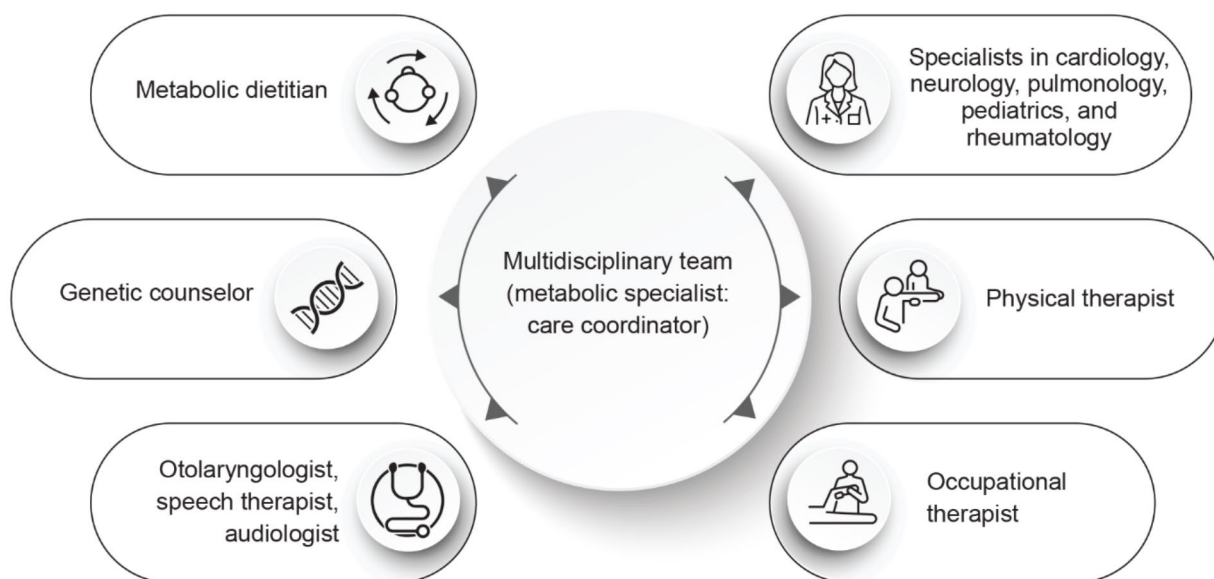 Metabolic dietitian
Specialists in cardiology,
neurology, pulmonology,
pediatrics, and
rheumatology
Genetic counselor
Multidisciplinary team
(metabolic specialist:
care coordinator)
Physical therapist
Otolaryngologist,
speech therapist,
audiologist
Occupational
therapist